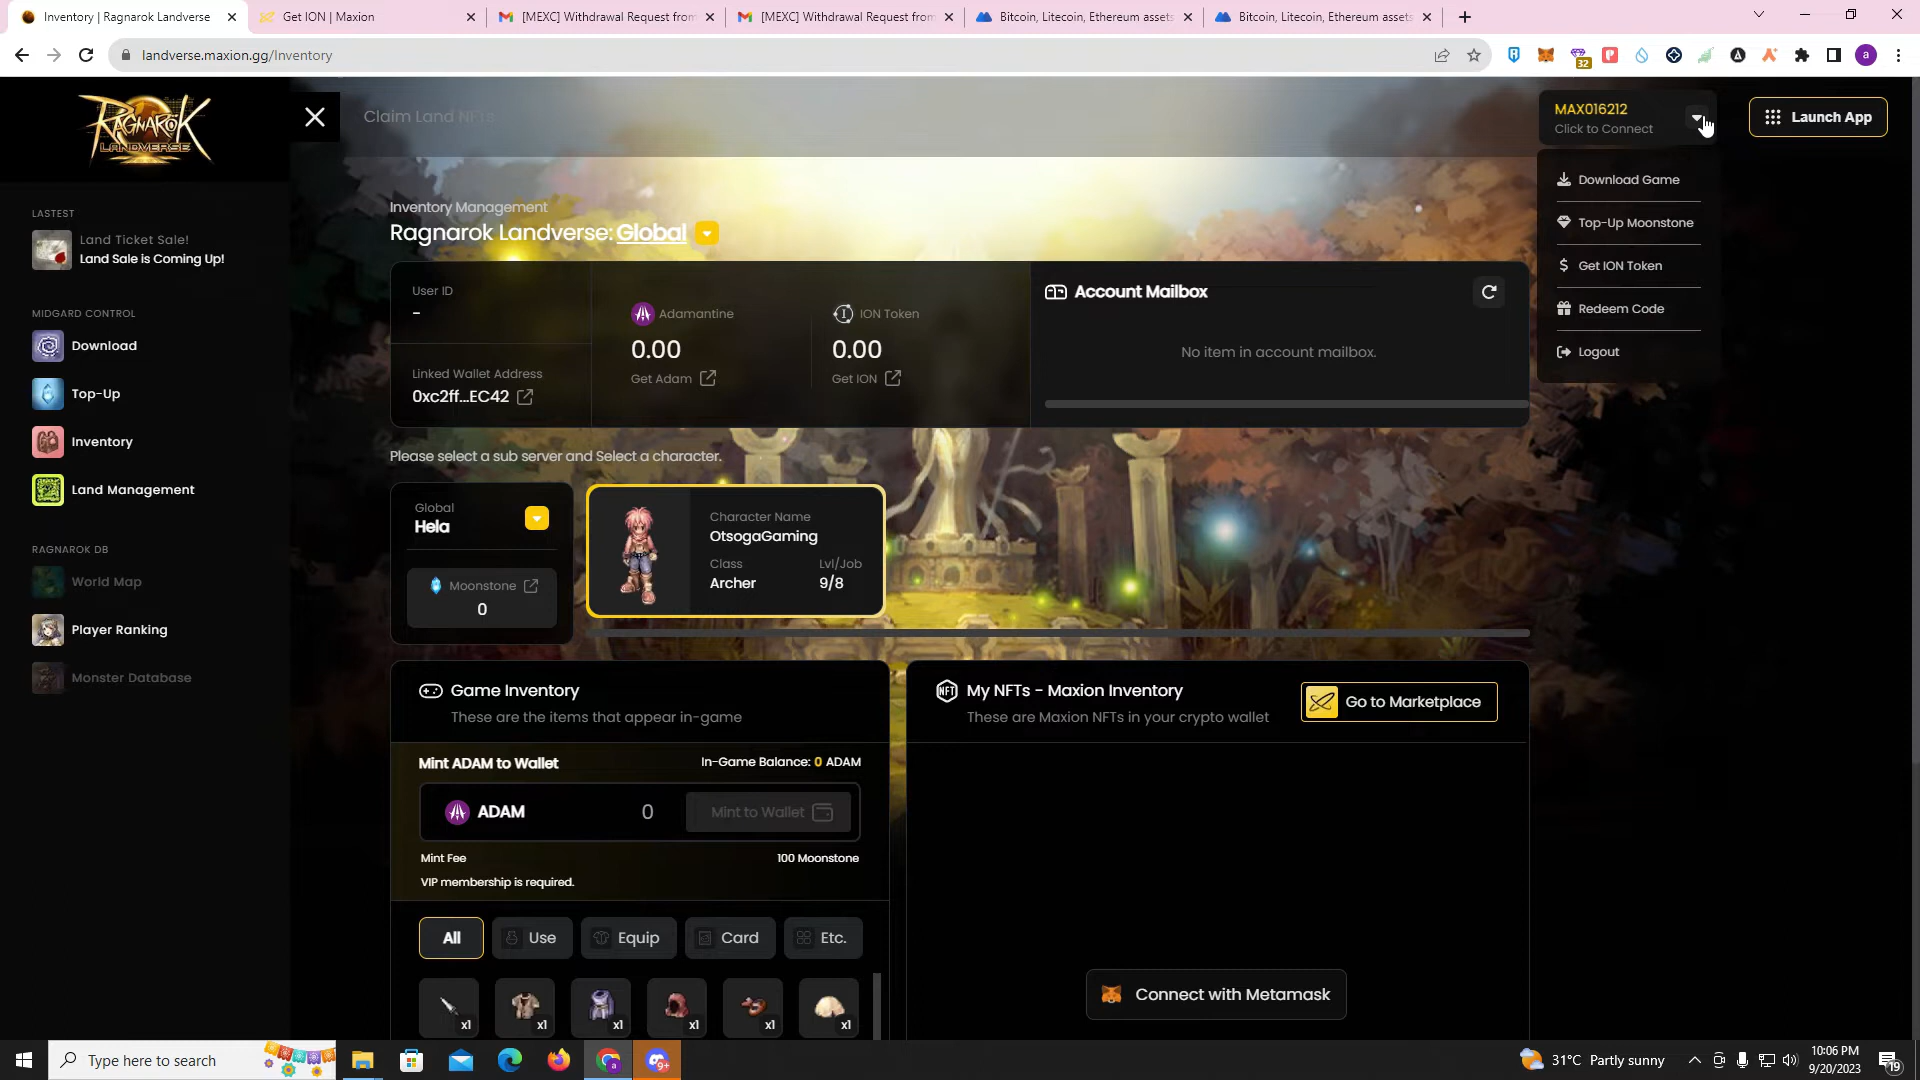 Inventory | Ragnarok Landverse
Get ION | Maxion
[MEXC] Withdrawal Request from
[MEXC] Withdrawal Request from
Bitcoin, Litecoin, Ethereum assets
Bitcoin, Litecoin, Ethereum assets
landverse.maxion.gg/Inventory
32
a
RAGNAROK
LANDVERSE
Claim Land NFTs
MAX016212
Click to Connect
Launch App
Download Game
Top-Up Moonstone
Get ION Token
Redeem Code
Logout
LASTEST
Land Ticket Sale!
Land Sale is Coming Up!
MIDGARD CONTROL
Download
Top-Up
Inventory
Land Management
RAGNAROK DB
World Map
Player Ranking
Monster Database
Inventory Management
Ragnarok Landverse: Global
User ID
-
Linked Wallet Address
0xc2ff...EC42
Adamantine
0.00
Get Adam
ION Token
0.00
Get ION
Account Mailbox
No item in account mailbox.
Please select a sub server and Select a character.
Global
Hela
Moonstone
0
Character Name
OtsogaGaming
Class
Archer
Lvl/Job
9/8
Game Inventory
These are the items that appear in-game
Mint ADAM to Wallet
In-Game Balance: 0 ADAM
ADAM
0
Mint to Wallet
Mint Fee
100 Moonstone
VIP membership is required.
All
Use
Equip
Card
Etc.
x1
x1
x1
x1
x1
x1
NFT
My NFTs - Maxion Inventory
These are Maxion NFTs in your crypto wallet
Go to Marketplace
Connect with Metamask
Type here to search
a
9+
31°C Partly sunny
10:06 PM
9/20/2023
19